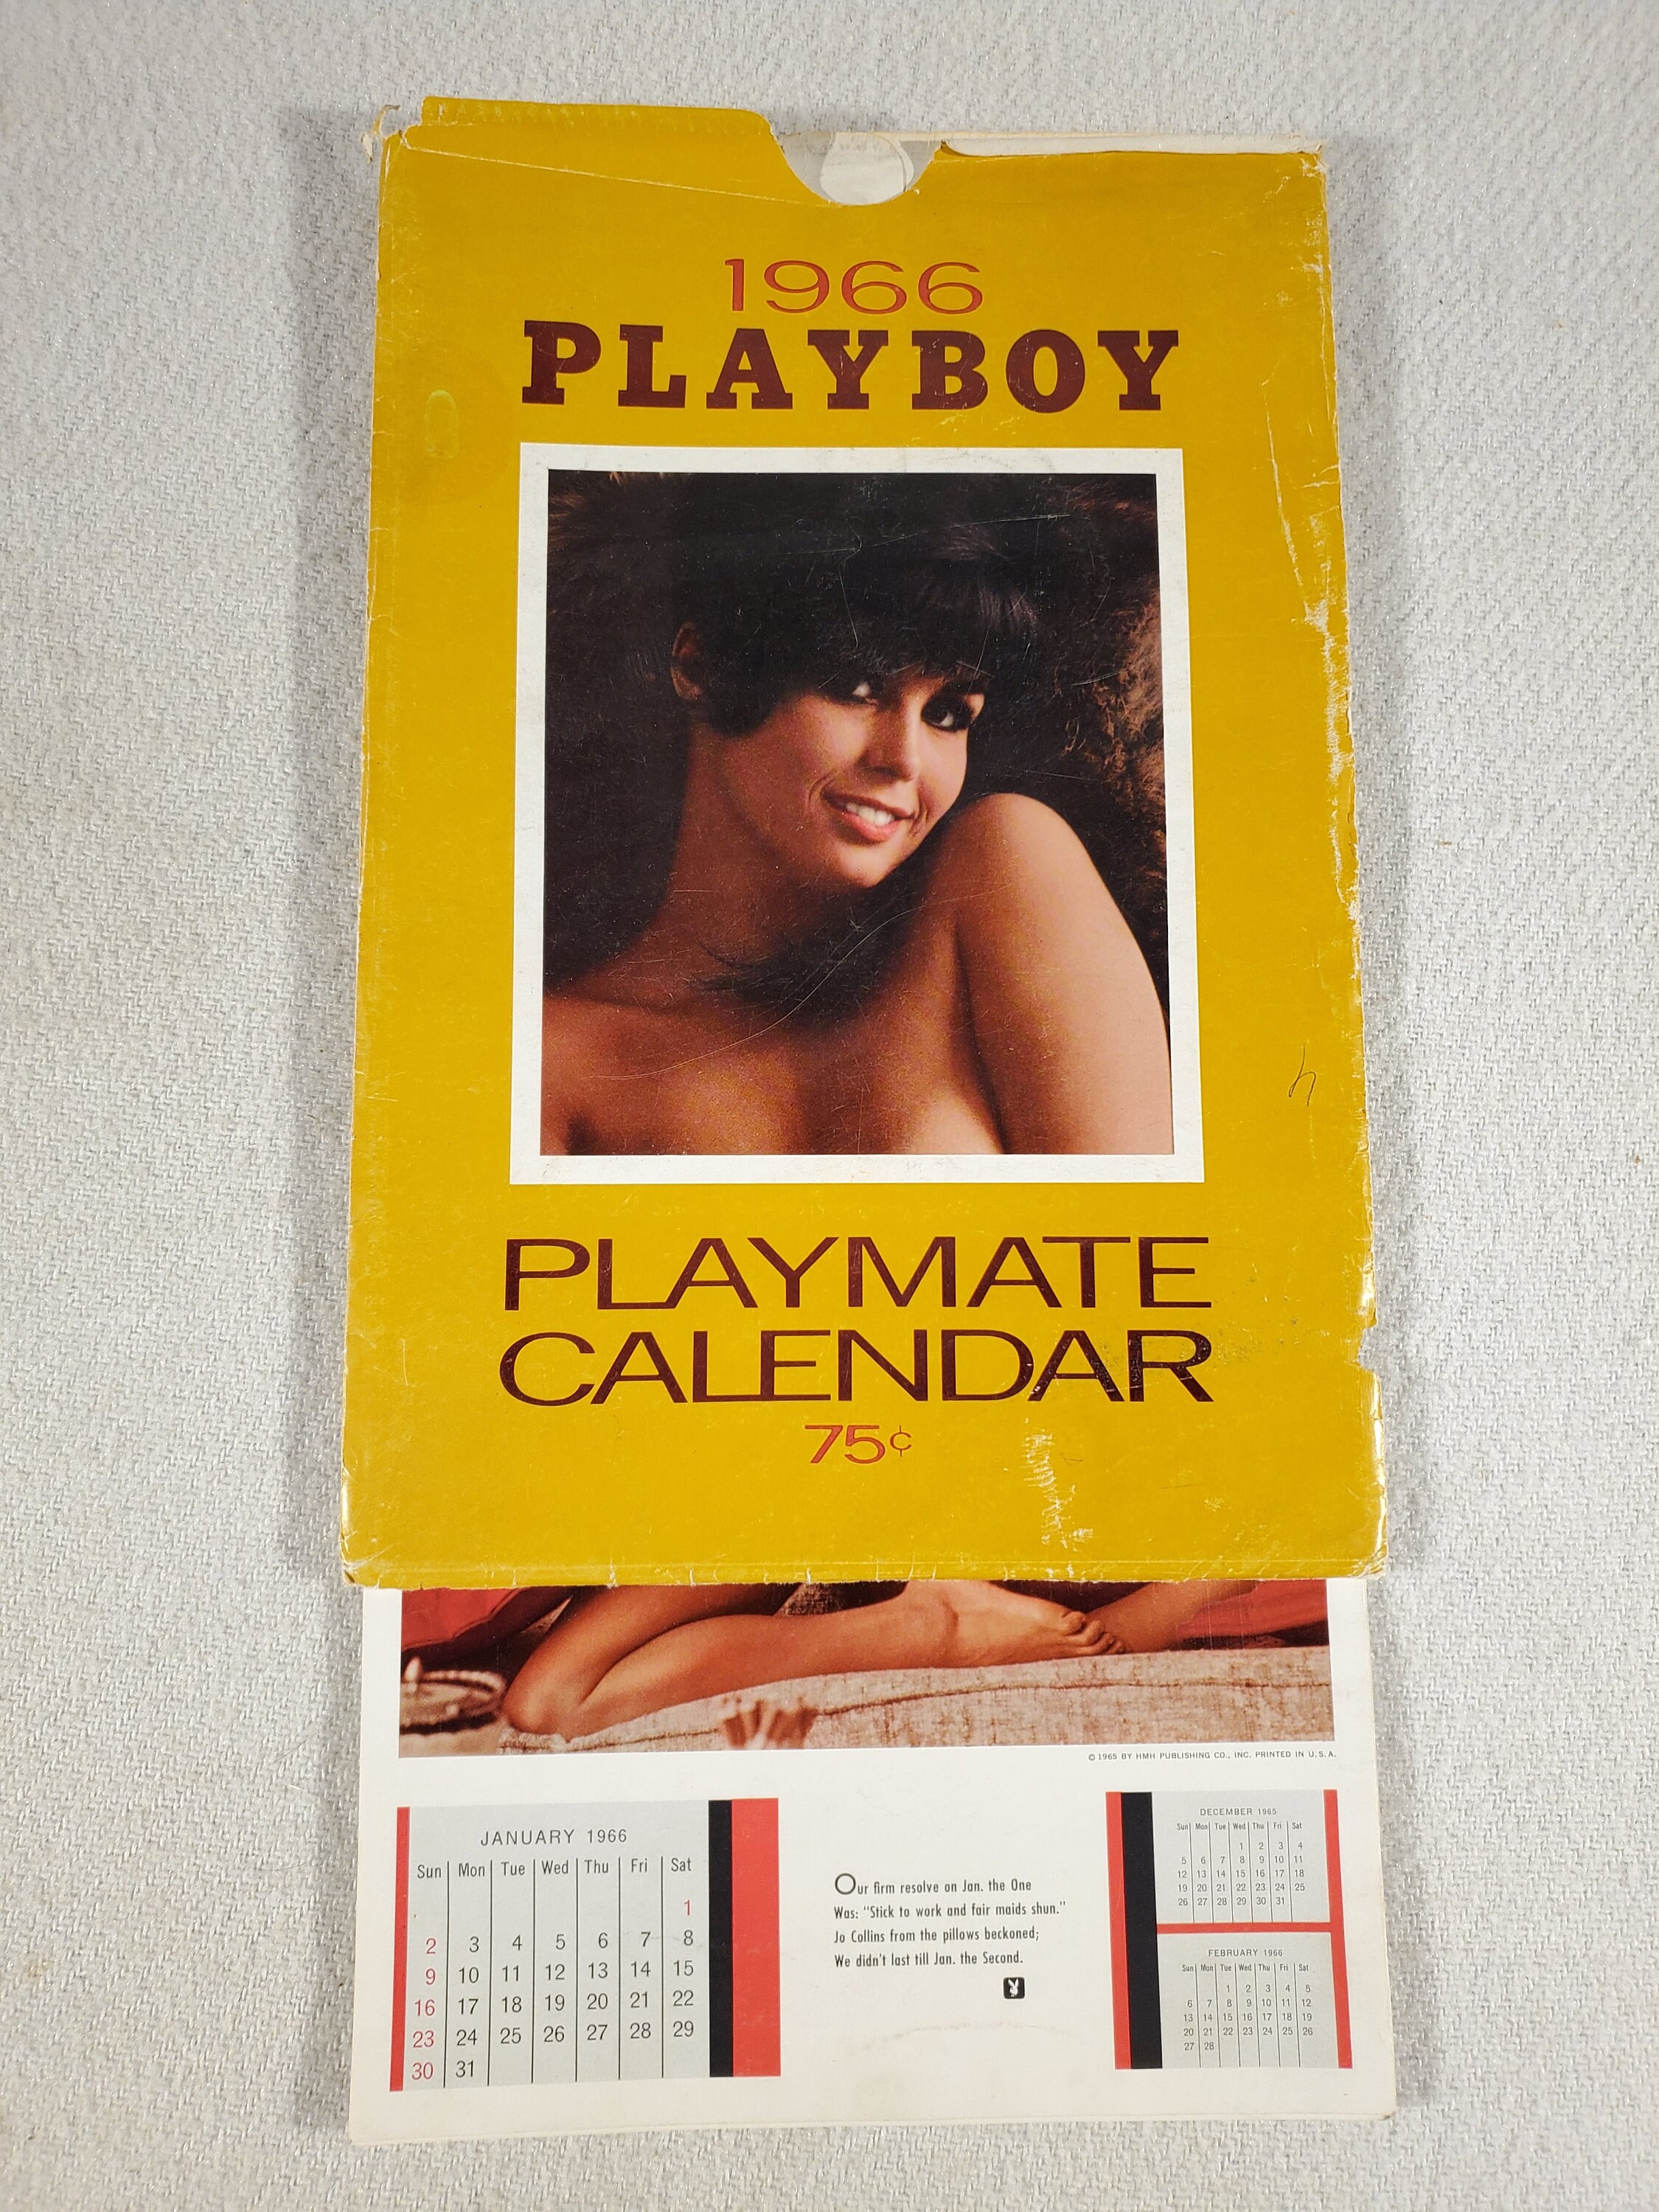 1966
PLAYBOY
PLAYMATE
CALENDAR
75¢
© 1965 BY HMH PUBLISHING CO., INC. PRINTED IN U.S.A.
JANUARY 1966
Sun Mon Tue Wed Thu Fri Sat
1
2 3 4 5 6 7 8
9 10 11 12 13 14 15
16 17 18 19 20 21 22
23 24 25 26 27 28 29
30 31
Our firm resolve on Jan. the One
Was: "Stick to work and fair maids shun."
Jo Collins from the pillows beckoned;
We didn't last till Jan. the Second.
DECEMBER 1965
Sun Mon Tue Wed Thu Fri Sat
1 2 3 4
5 6 7 8 9 10 11
12 13 14 15 16 17 18
19 20 21 22 23 24 25
26 27 28 29 30 31
FEBRUARY 1966
Sun Mon Tue Wed Thu Fri Sat
1 2 3 4 5
6 7 8 9 10 11 12
13 14 15 16 17 18 19
20 21 22 23 24 25 26
27 28